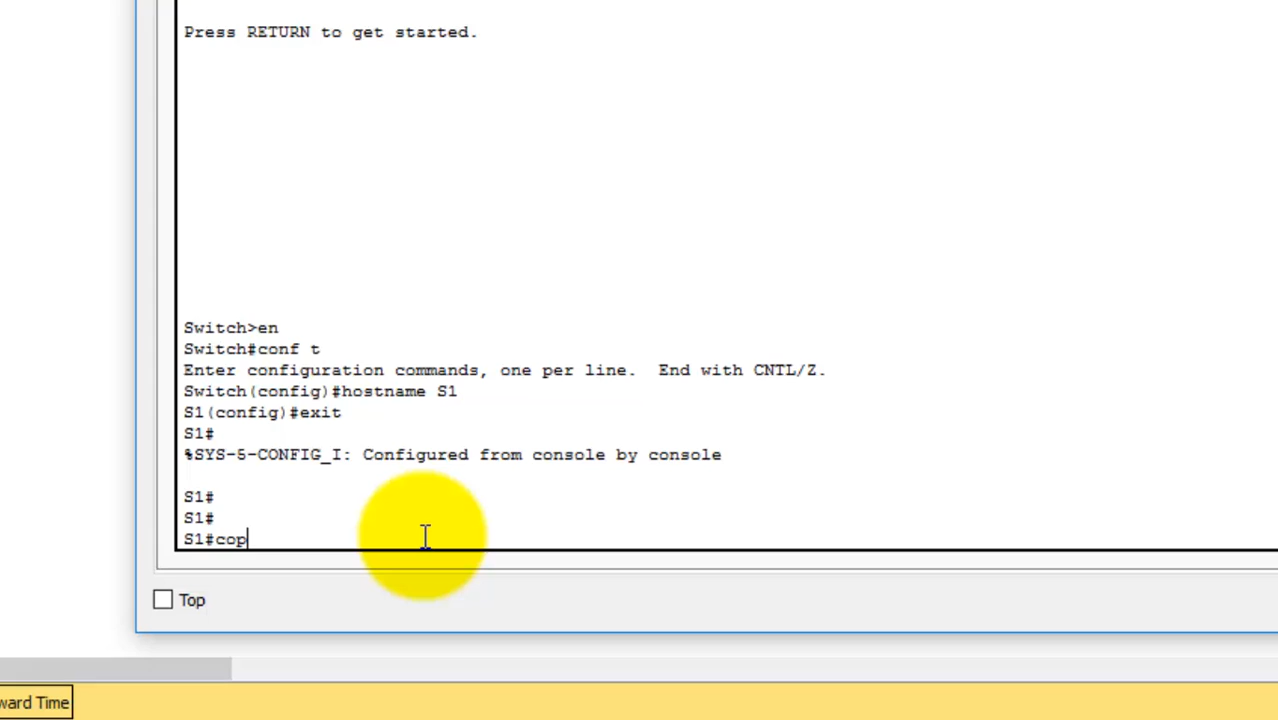 Press RETURN to get started.
Switch>en
Switch#conf t
Enter configuration commands, one per line.  End with CNTL/Z.
Switch(config)#hostname S1
S1(config)#exit
S1#
%SYS-5-CONFIG_I: Configured from console by console
S1#
S1#
S1#cop
Top
ward Time